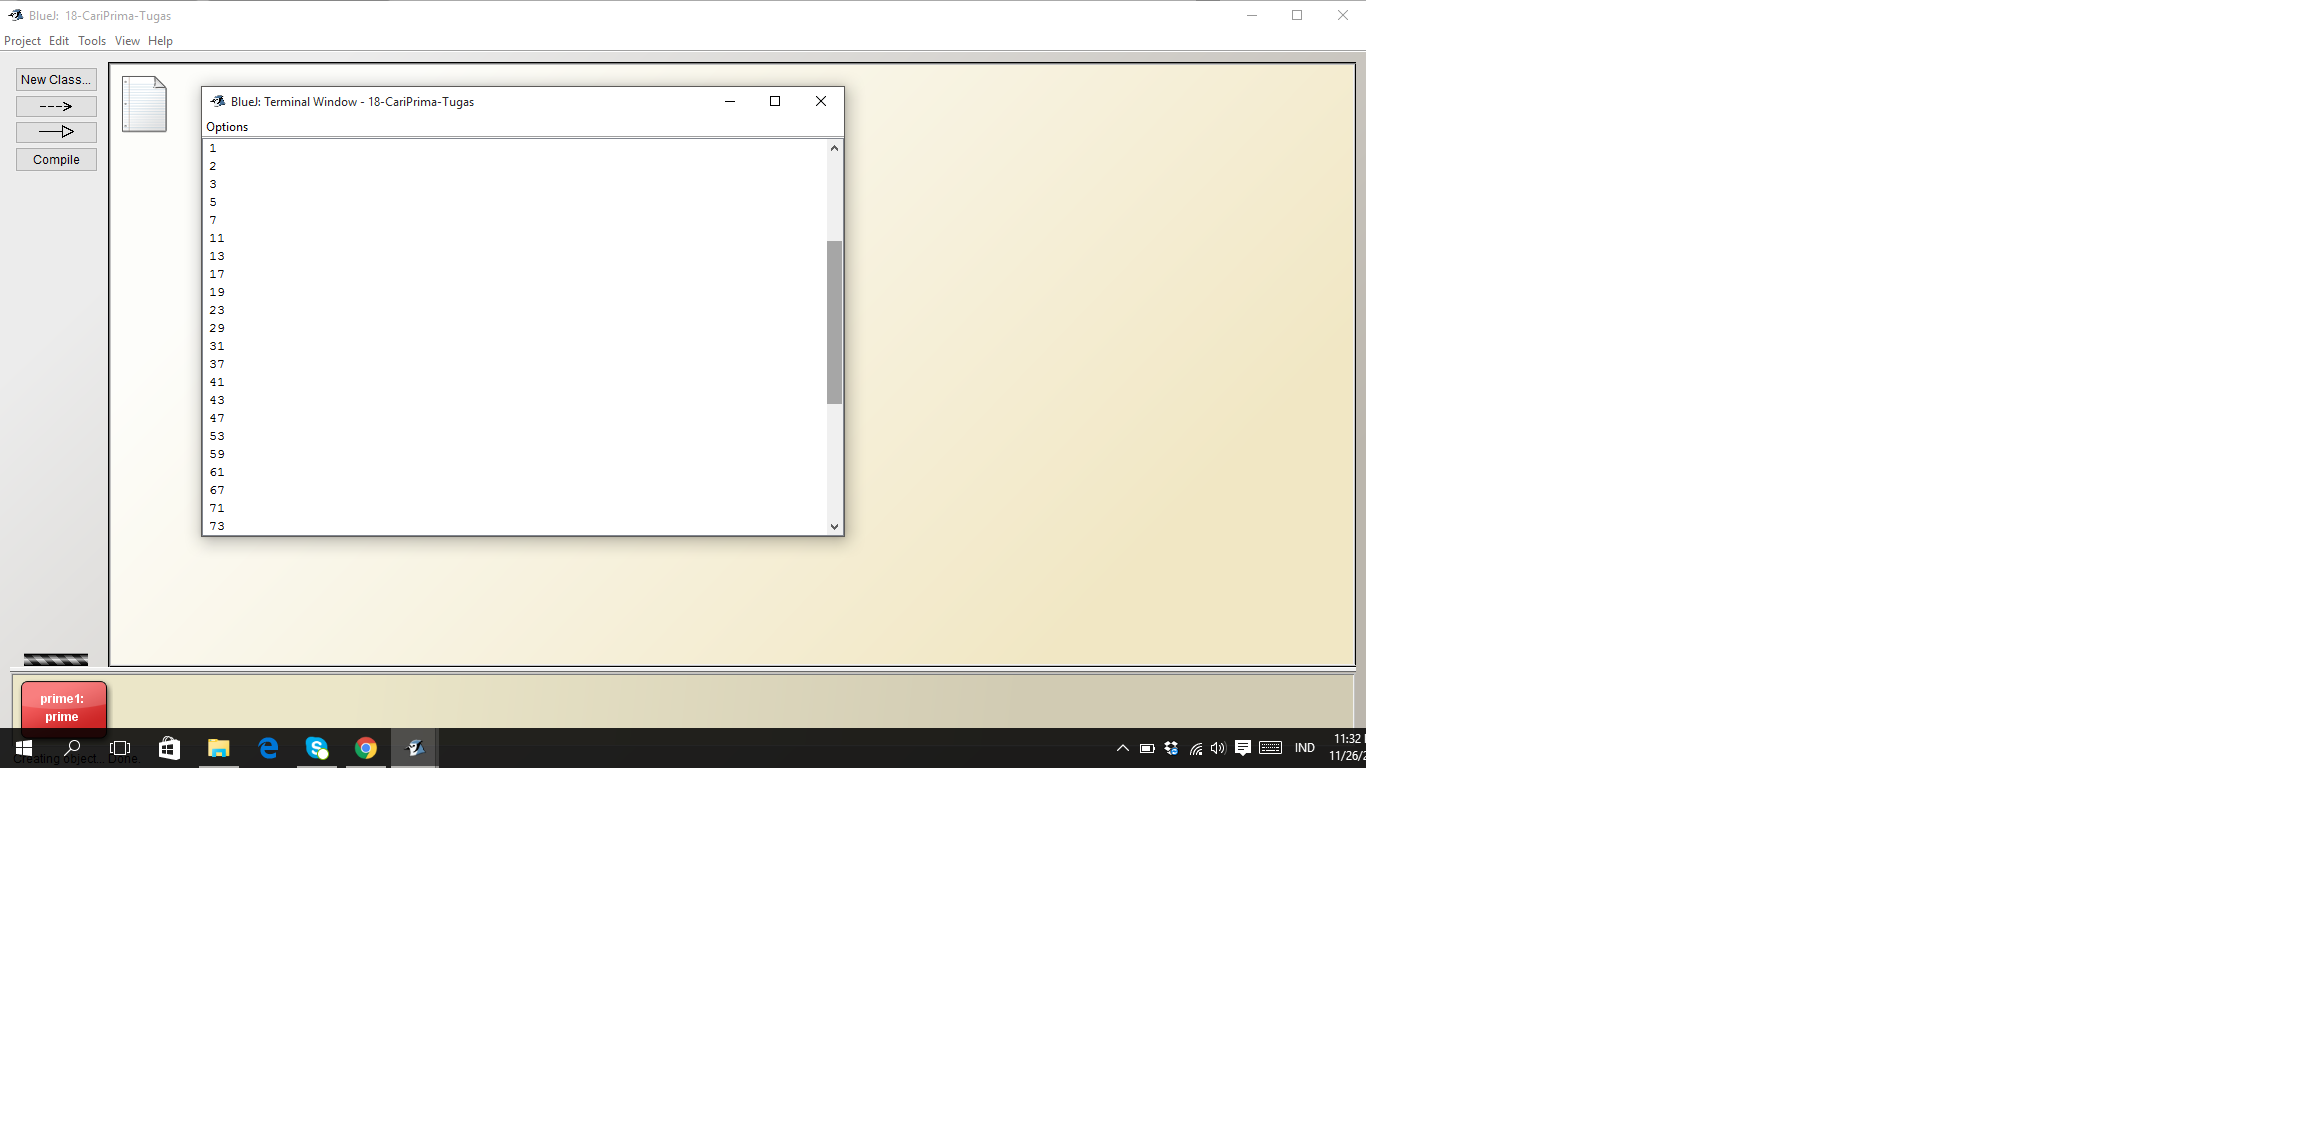 BlueJ: 18-CariPrima-Tugas
Project Edit Tools View Help
New Class...
Compile
BlueJ: Terminal Window - 18-CariPrima-Tugas
Options
1
2
3
5
7
11
13
17
19
23
29
31
37
41
43
47
53
59
61
67
71
73
prime1:
prime
Creating object... Done.
IND
11:32
11/26/2